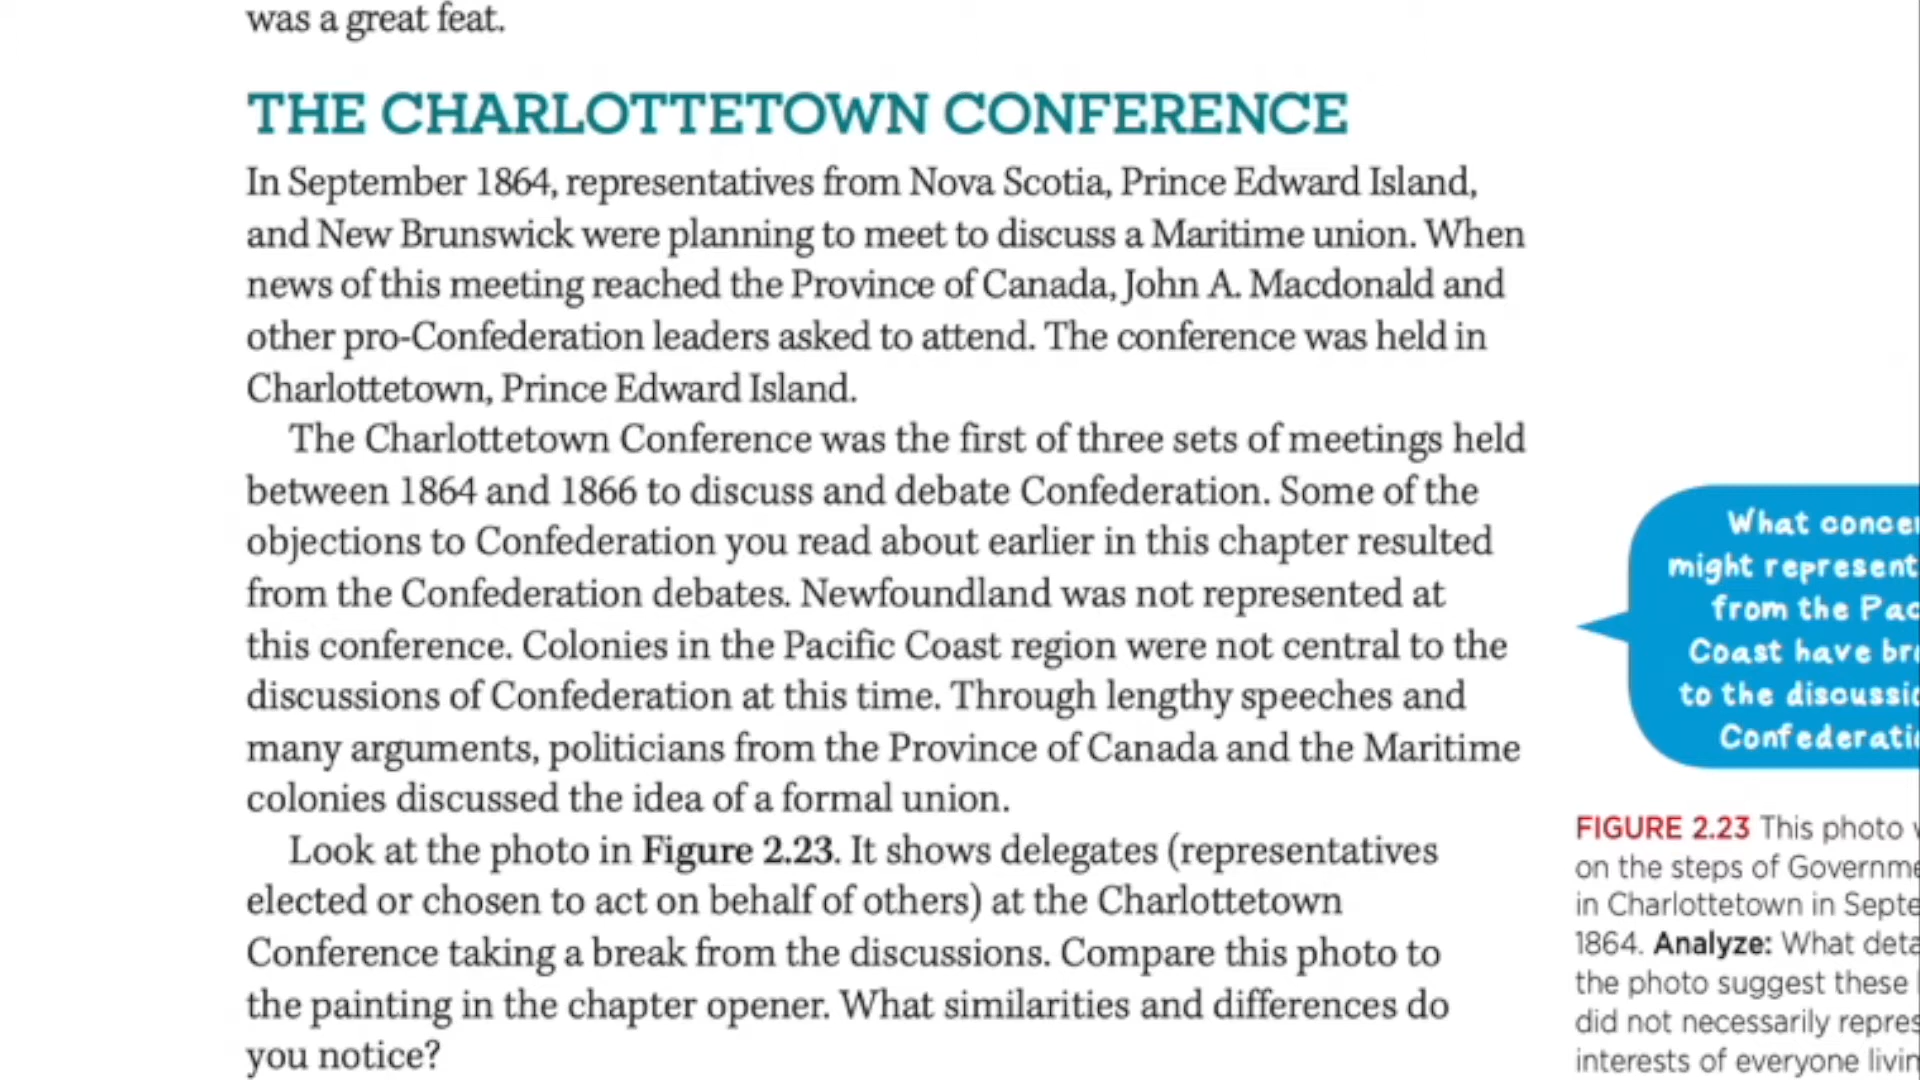 was a great feat.
THE CHARLOTTETOWN CONFERENCE
In September 1864, representatives from Nova Scotia, Prince Edward Island,
and New Brunswick were planning to meet to discuss a Maritime union. When
news of this meeting reached the Province of Canada, John A. Macdonald and
other pro-Confederation leaders asked to attend. The conference was held in
Charlottetown, Prince Edward Island.
The Charlottetown Conference was the first of three sets of meetings held
between 1864 and 1866 to discuss and debate Confederation. Some of the
objections to Confederation you read about earlier in this chapter resulted
from the Confederation debates. Newfoundland was not represented at
this conference. Colonies in the Pacific Coast region were not central to the
discussions of Confederation at this time. Through lengthy speeches and
many arguments, politicians from the Province of Canada and the Maritime
colonies discussed the idea of a formal union.
Look at the photo in Figure 2.23. It shows delegates (representatives
elected or chosen to act on behalf of others) at the Charlottetown
Conference taking a break from the discussions. Compare this photo to
the painting in the chapter opener. What similarities and differences do
you notice?
What
might
from the
Coast have
to the
FIGURE 2.23 This photo
on the steps of
in Charlottetown in
1864. Analyze: What
the photo suggest these
did not necessarily
interests of everyone